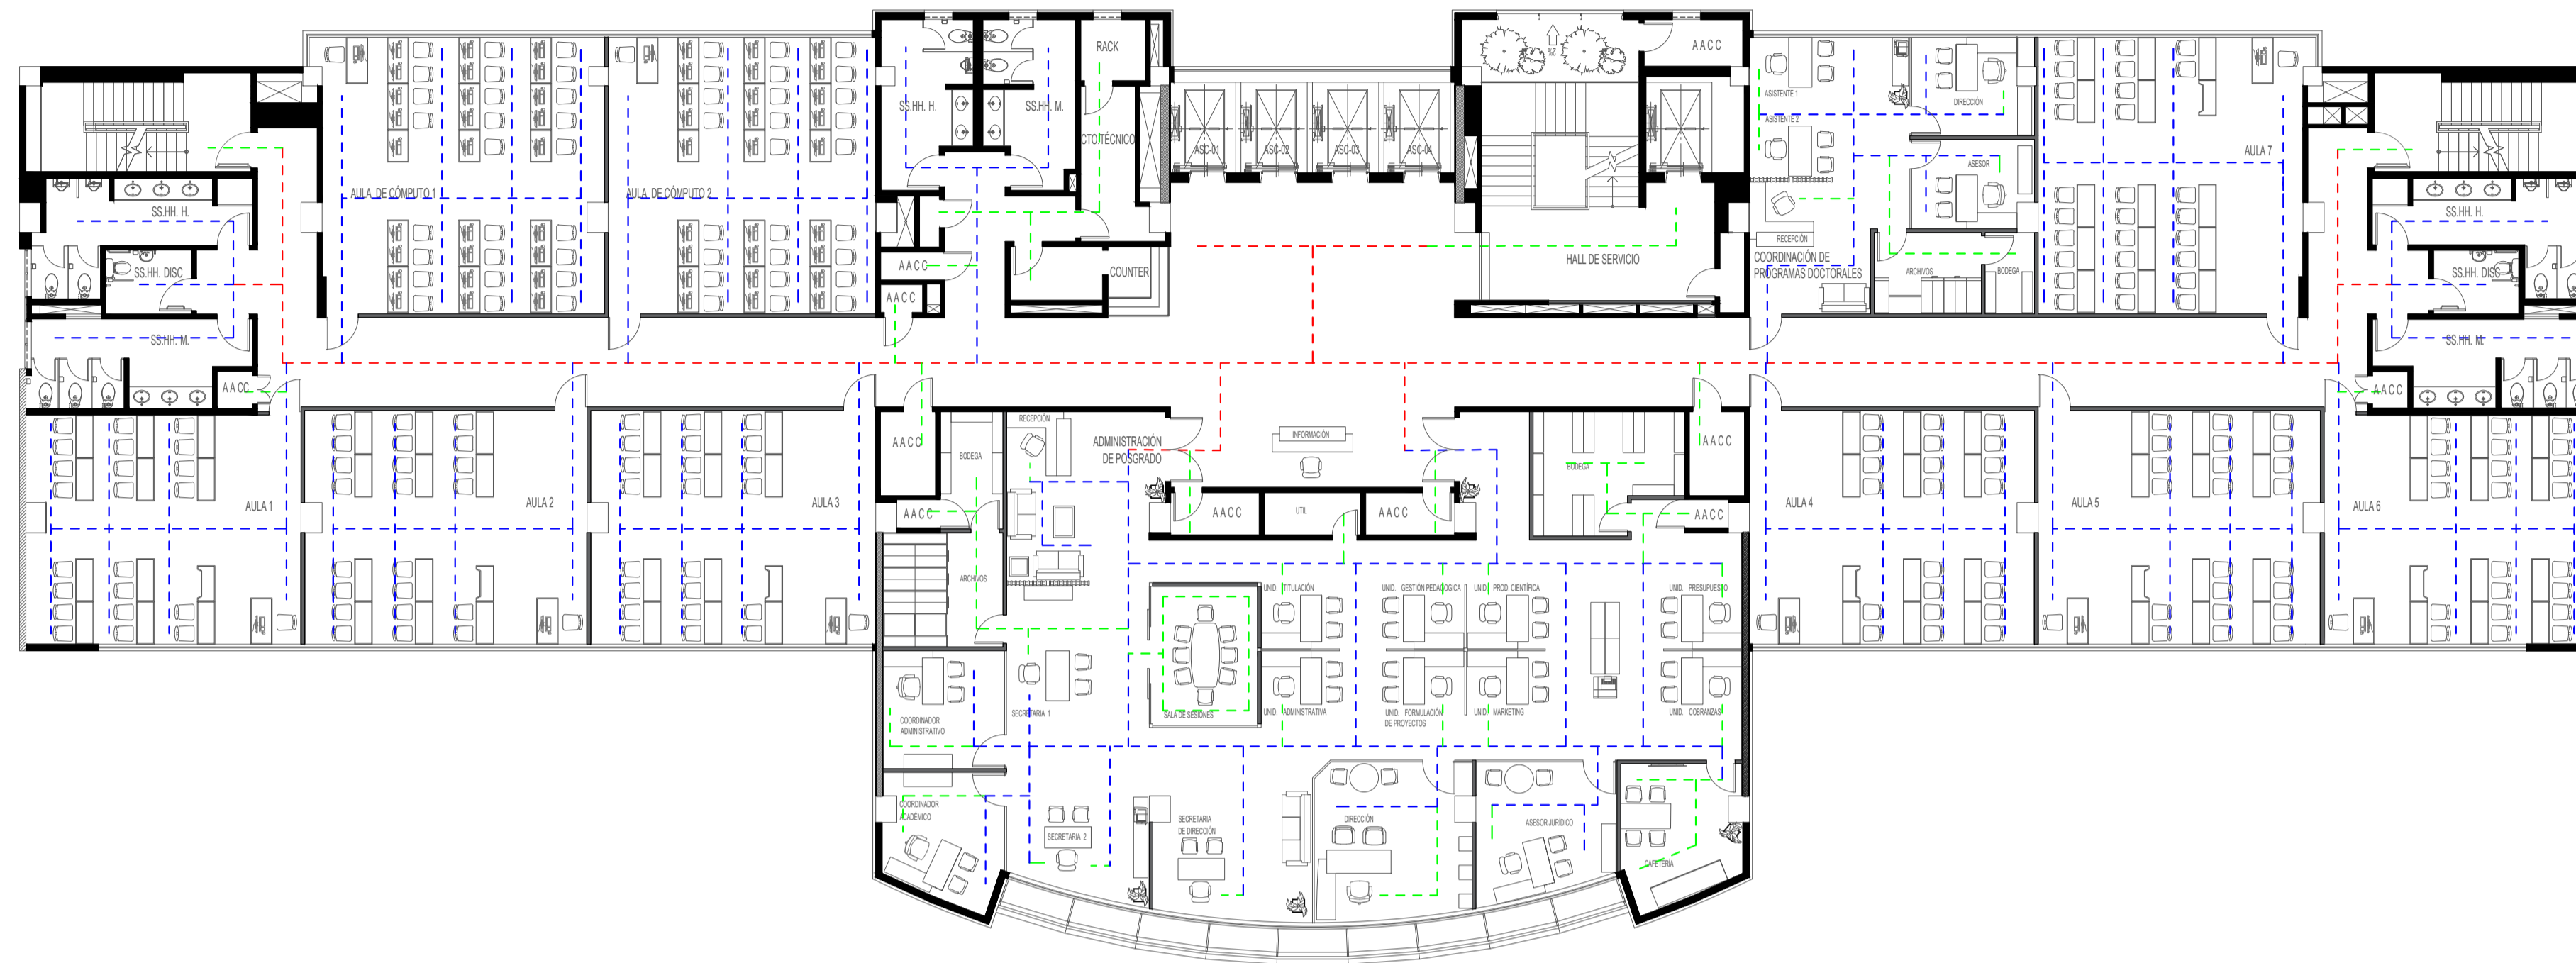 RACK
AACC
SS.HH. H.
SS.HH. M.
CTO.TÉCNICO
ASC-01
ASC-02
ASC-03
ASC-04
2%
ASISTENTE 1
ASISTENTE 2
DIRECCIÓN
ASESOR
AULA 7
AULA DE CÓMPUTO 1
AULA DE CÓMPUTO 2
SS.HH. H.
SS.HH. DISC
SS.HH. M.
AACC
AACC
AACC
COUNTER
HALL DE SERVICIO
RECEPCIÓN
COORDINACIÓN DE
PROGRAMAS DOCTORALES
ARCHIVOS
BODEGA
SS.HH. H.
SS.HH. DISC
SS.HH. M.
AACC
AULA 1
AULA 2
AULA 3
AACC
BODEGA
AACC
RECEPCIÓN
ADMINISTRACIÓN
DE POSGRADO
INFORMACIÓN
AACC
UTIL
AACC
BODEGA
AACC
AACC
AULA 4
AULA 5
AULA 6
ARCHIVOS
UNID. TITULACIÓN
UNID. GESTIÓN PEDAGOGICA
UNID. PROD. CIENTÍFICA
UNID. PRESUPUESTO
COORDINADOR
ADMINISTRATIVO
SECRETARIA 1
SALA DE SESIONES
UNID. ADMINISTRATIVA
UNID. FORMULACIÓN
DE PROYECTOS
UNID. MARKETING
UNID. COBRANZAS
COORDINADOR
ACADÉMICO
SECRETARIA 2
SECRETARIA
DE DIRECCIÓN
DIRECCIÓN
ASESOR JURÍDICO
CAFETERÍA